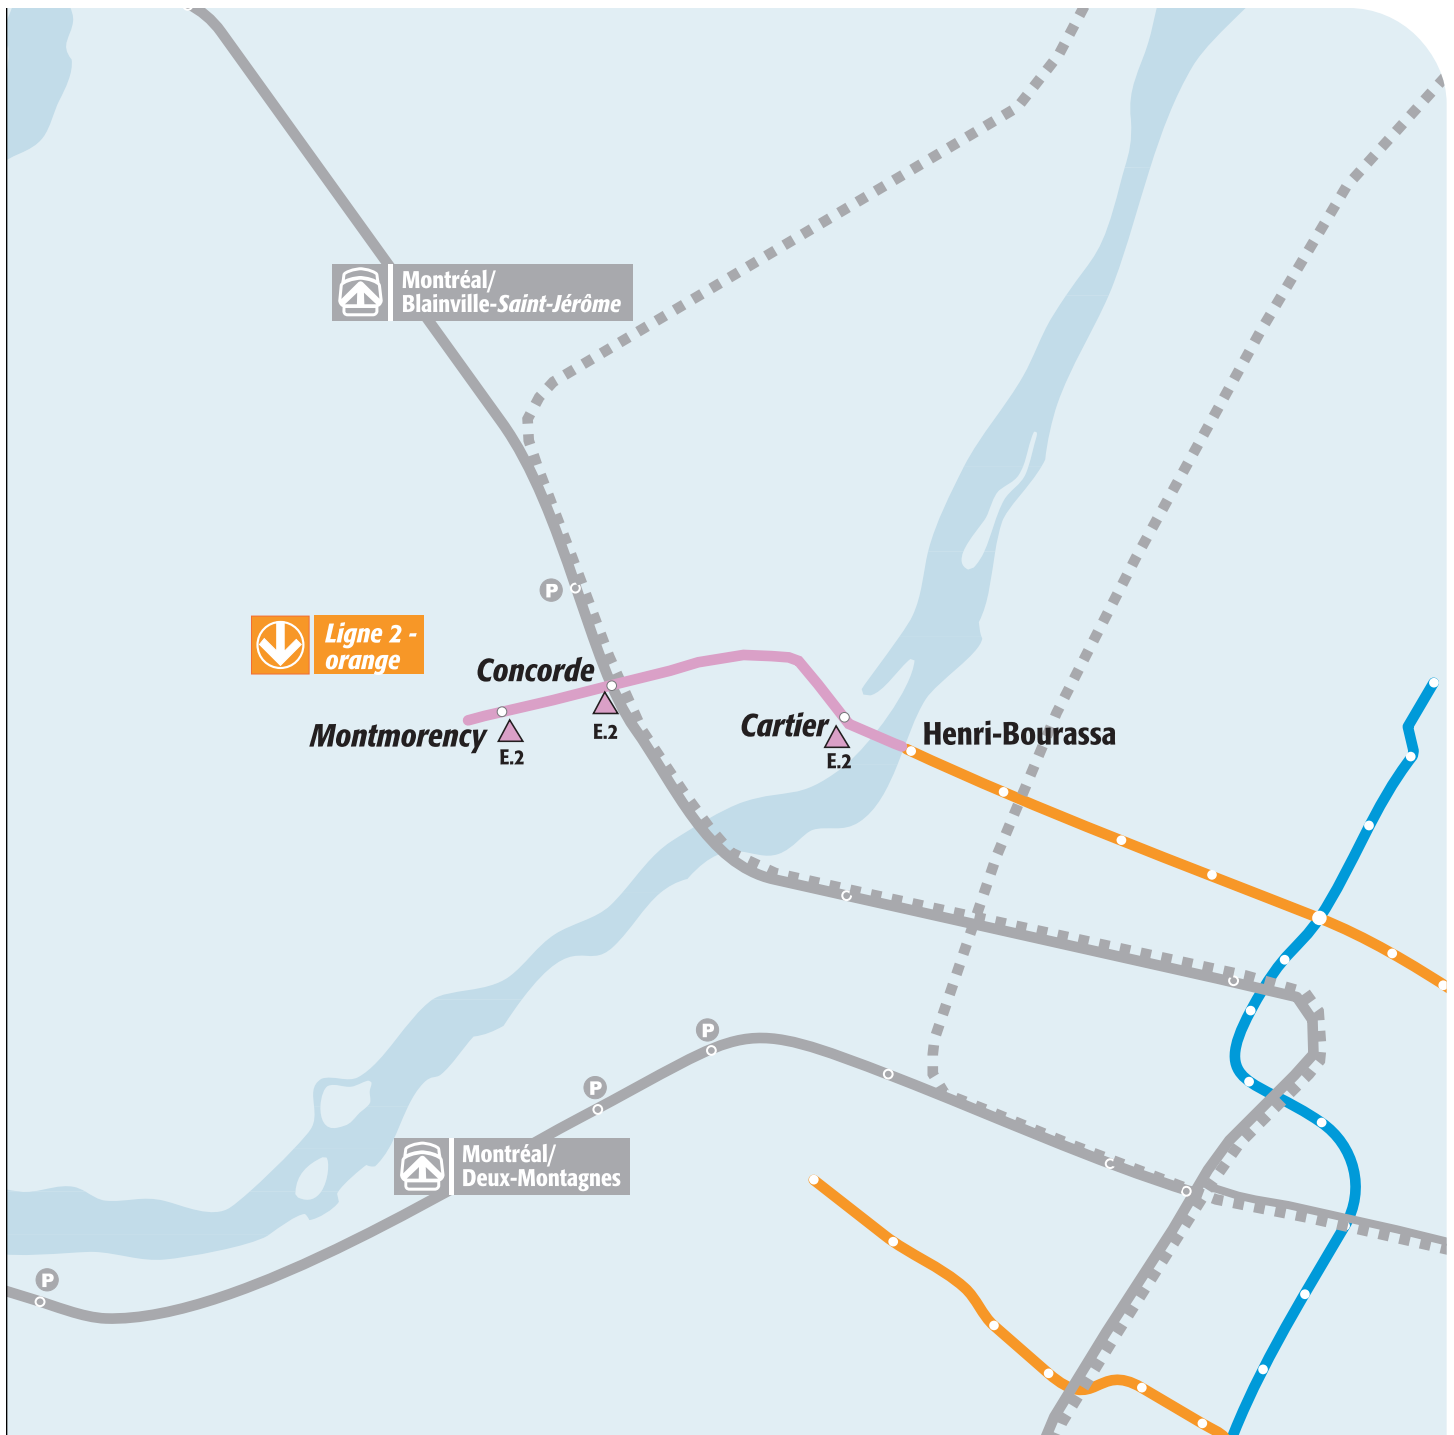 Montréal/
Blainville-Saint-Jérôme
P
Ligne 2 -
orange
Concorde
E.2
Montmorency
E.2
Cartier
E.2
Henri-Bourassa
P
P
Montréal/
Deux-Montagnes
P